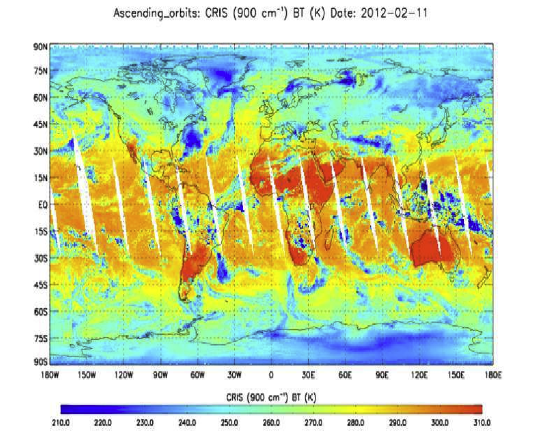 Ascending_orbits: CRIS (900 cm⁻¹) BT (K) Date: 2012-02-11
90N
75N
60N
45N
30N
15N
EQ
15S
30S
45S
60S
75S
90S
180W 150W 120W 90W 60W 30W 0 30E 60E 90E 120E 150E 180E
CRIS (900 cm⁻¹) BT (K)
210.0 220.0 230.0 240.0 250.0 260.0 270.0 280.0 290.0 300.0 310.0